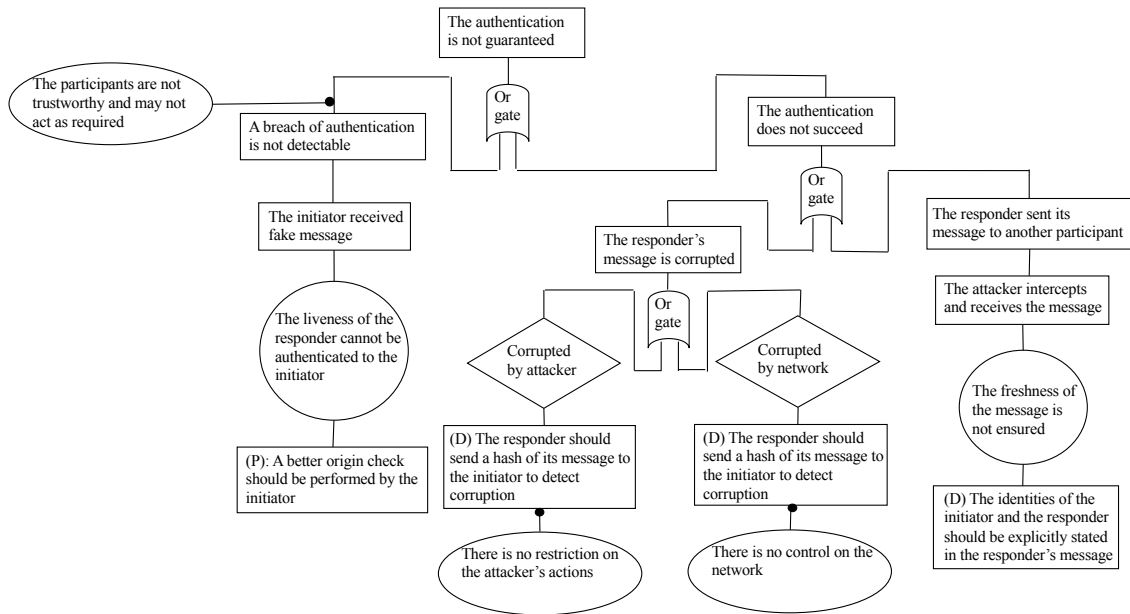 The authentication
is not guaranteed
The participants are not
trustworthy and may not
act as required
Or
gate
The authentication
does not succeed
A breach of authentication
is not detectable
Or
gate
The initiator received
fake message
The responder sent its
message to another participant
The responder’s
message is corrupted
The attacker intercepts
and receives the message
Or
gate
The liveness of the
responder cannot be
authenticated to the
initiator
Corrupted
by attacker
Corrupted
by network
The freshness of
the message is
not ensured
(P): A better origin check
should be performed by the
initiator
(D) The responder should
send a hash of its message to
the initiator to detect
corruption
(D) The responder should
send a hash of its message to
the initiator to detect
corruption
(D) The identities of the
initiator and the responder
should be explicitly stated
in the responder’s message
There is no restriction on
the attacker’s actions
There is no control on the
network